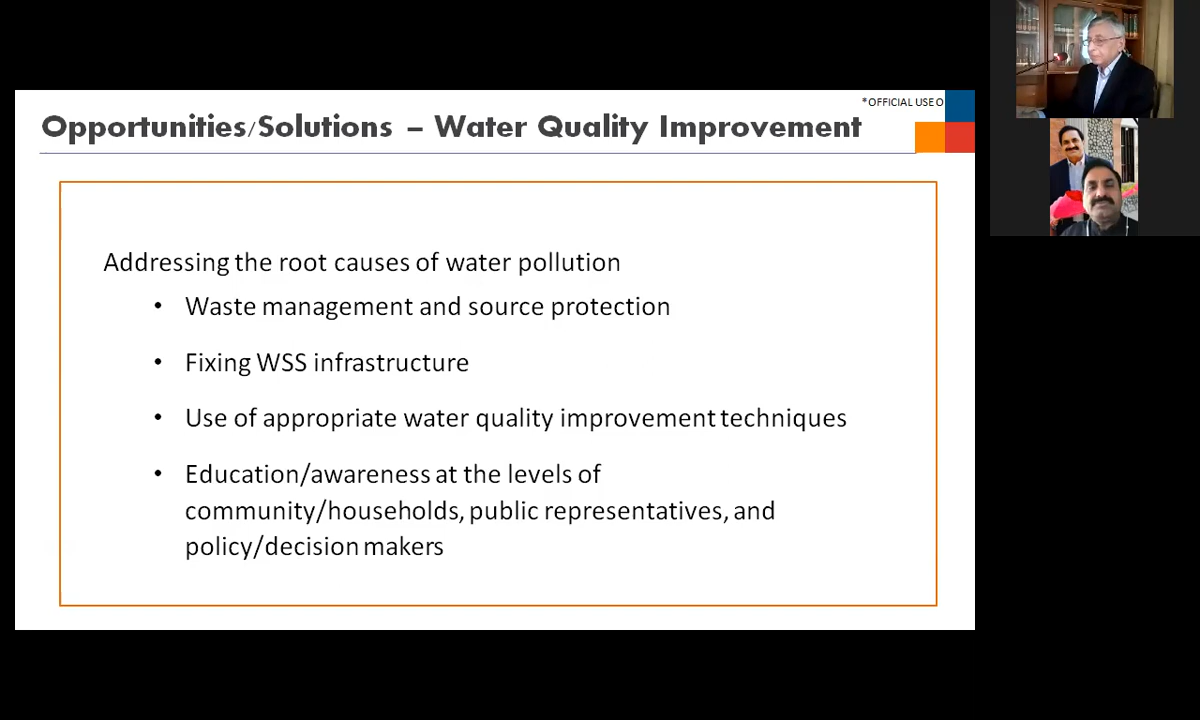 *OFFICIAL USE O
Opportunities/Solutions – Water Quality Improvement
Addressing the root causes of water pollution
• Waste management and source protection
• Fixing WSS infrastructure
• Use of appropriate water quality improvement techniques
• Education/awareness at the levels of
community/households, public representatives, and
policy/decision makers